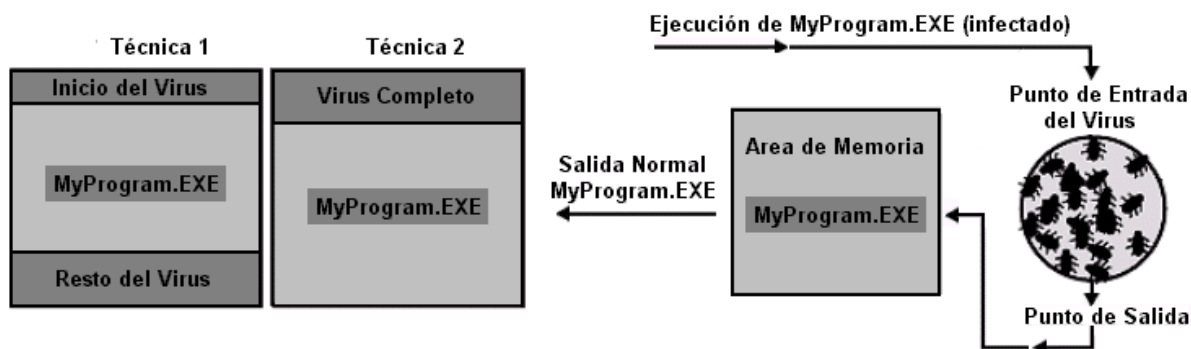 Técnica 1
Inicio del Virus
MyProgram.EXE
Resto del Virus
Técnica 2
Virus Completo
MyProgram.EXE
Ejecución de MyProgram.EXE (infectado)
Punto de Entrada
del Virus
Area de Memoria
MyProgram.EXE
Salida Normal
MyProgram.EXE
Punto de Salida